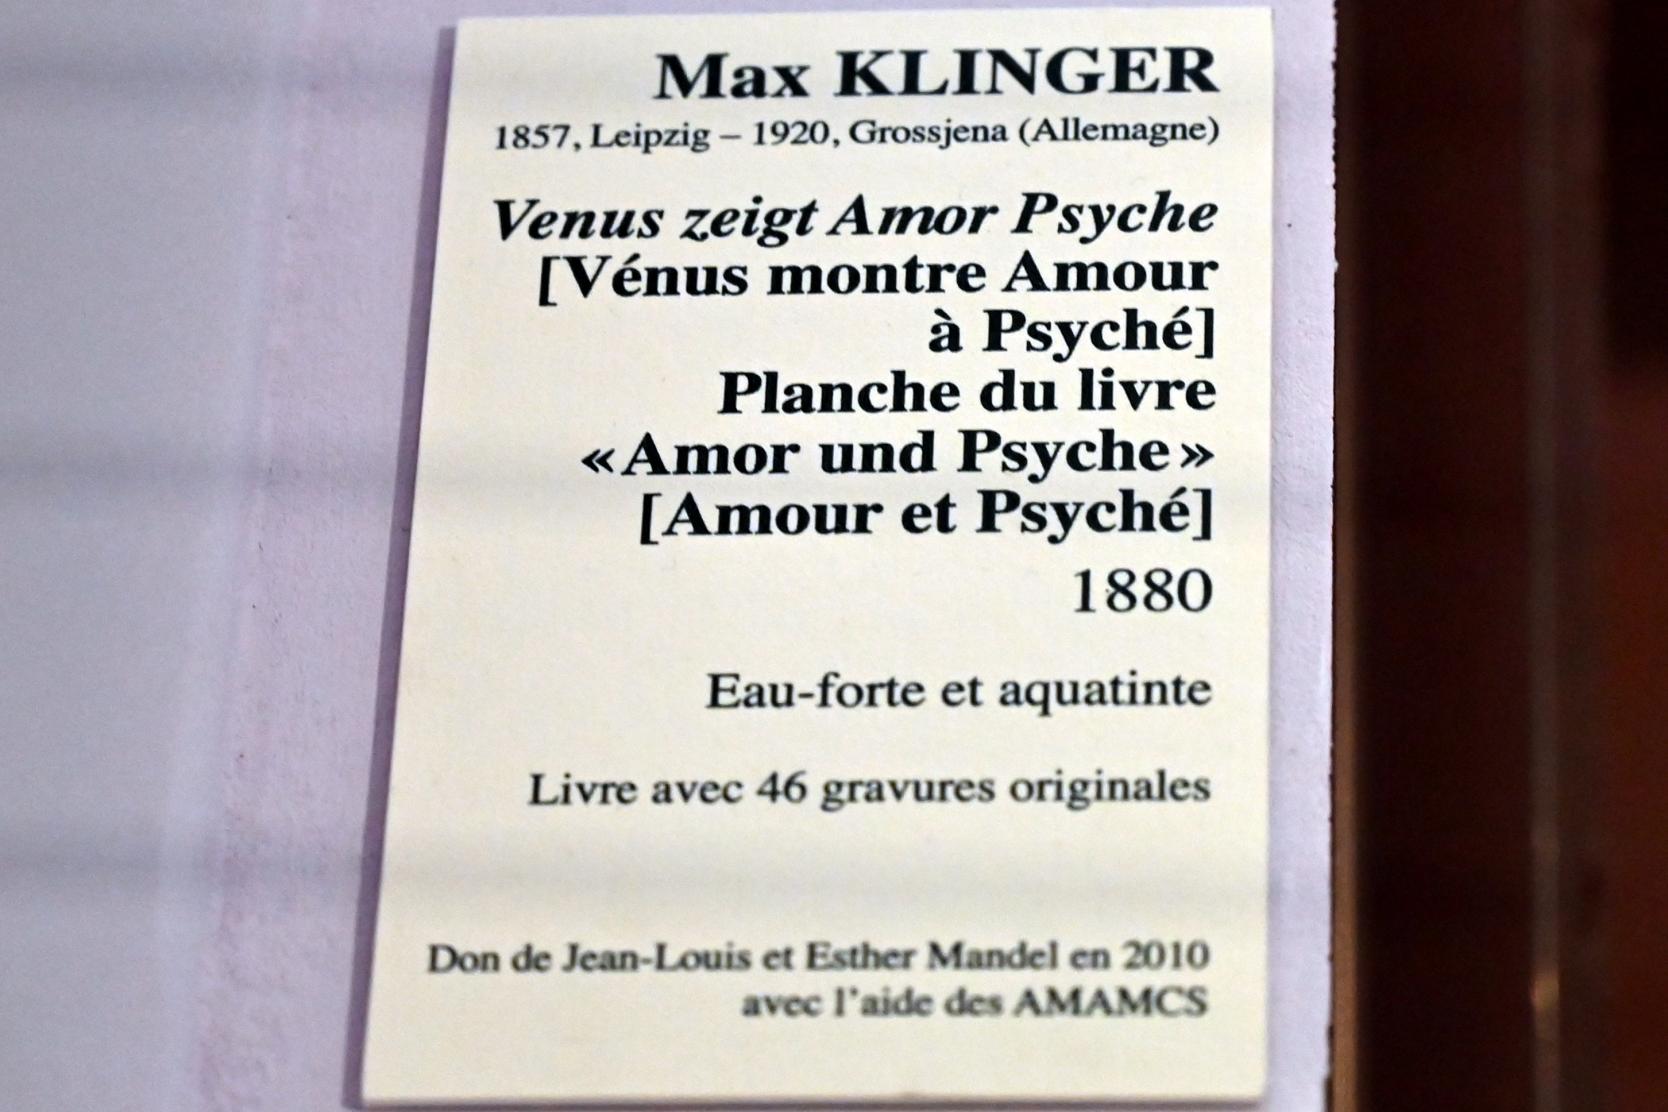 Max KLINGER
1857, Leipzig – 1920, Grossjena (Allemagne)
Venus zeigt Amor Psyche
[Vénus montre Amour
à Psyché]
Planche du livre
«Amor und Psyche»
[Amour et Psyché]
1880
Eau-forte et aquatinte
Livre avec 46 gravures originales
Don de Jean-Louis et Esther Mandel en 2010
avec l'aide des AMAMCS